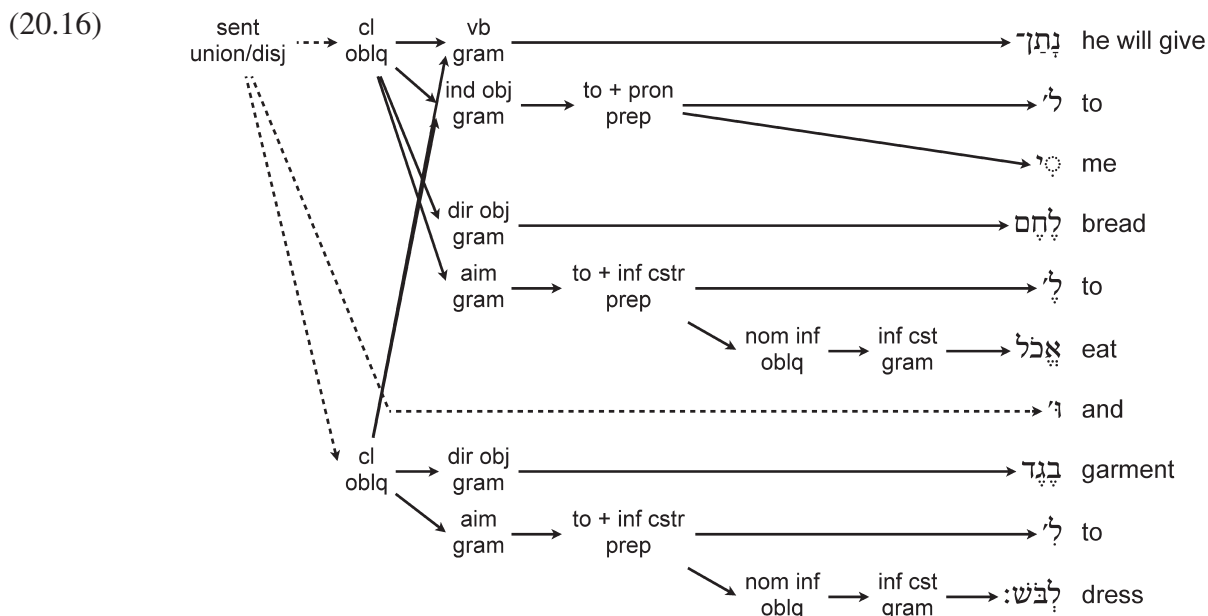 (20.16)
sent cl vb נָתַן־ he will give
union/disj oblq gram
ind obj to + pron ל׳ to
gram prep
◌ִי me
dir obj לֶחֶם bread
gram
aim to + inf cstr לֶ׳ to
gram prep
nom inf inf cst אֱכֹל eat
oblq gram
וּ׳ and
cl dir obj בֶגֶד garment
oblq gram
aim to + inf cstr לִ׳ to
gram prep
nom inf inf cst לְבֹּשׁ׃ dress
oblq gram